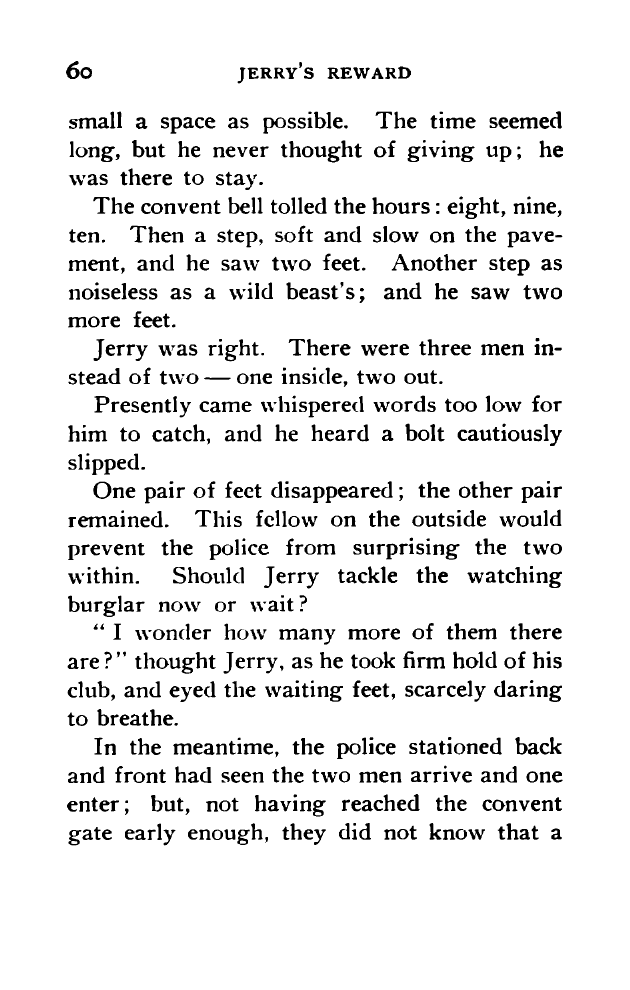 60 JERRY'S REWARD
small a space as possible. The time seemed
long, but he never thought of giving up; he
was there to stay.
The convent bell tolled the hours: eight, nine,
ten. Then a step, soft and slow on the pave-
ment, and he saw two feet. Another step as
noiseless as a wild beast's; and he saw two
more feet.
Jerry was right. There were three men in-
stead of two — one inside, two out.
Presently came whispered words too low for
him to catch, and he heard a bolt cautiously
slipped.
One pair of feet disappeared; the other pair
remained. This fellow on the outside would
prevent the police from surprising the two
within. Should Jerry tackle the watching
burglar now or wait?
"I wonder how many more of them there
are?" thought Jerry, as he took firm hold of his
club, and eyed the waiting feet, scarcely daring
to breathe.
In the meantime, the police stationed back
and front had seen the two men arrive and one
enter; but, not having reached the convent
gate early enough, they did not know that a